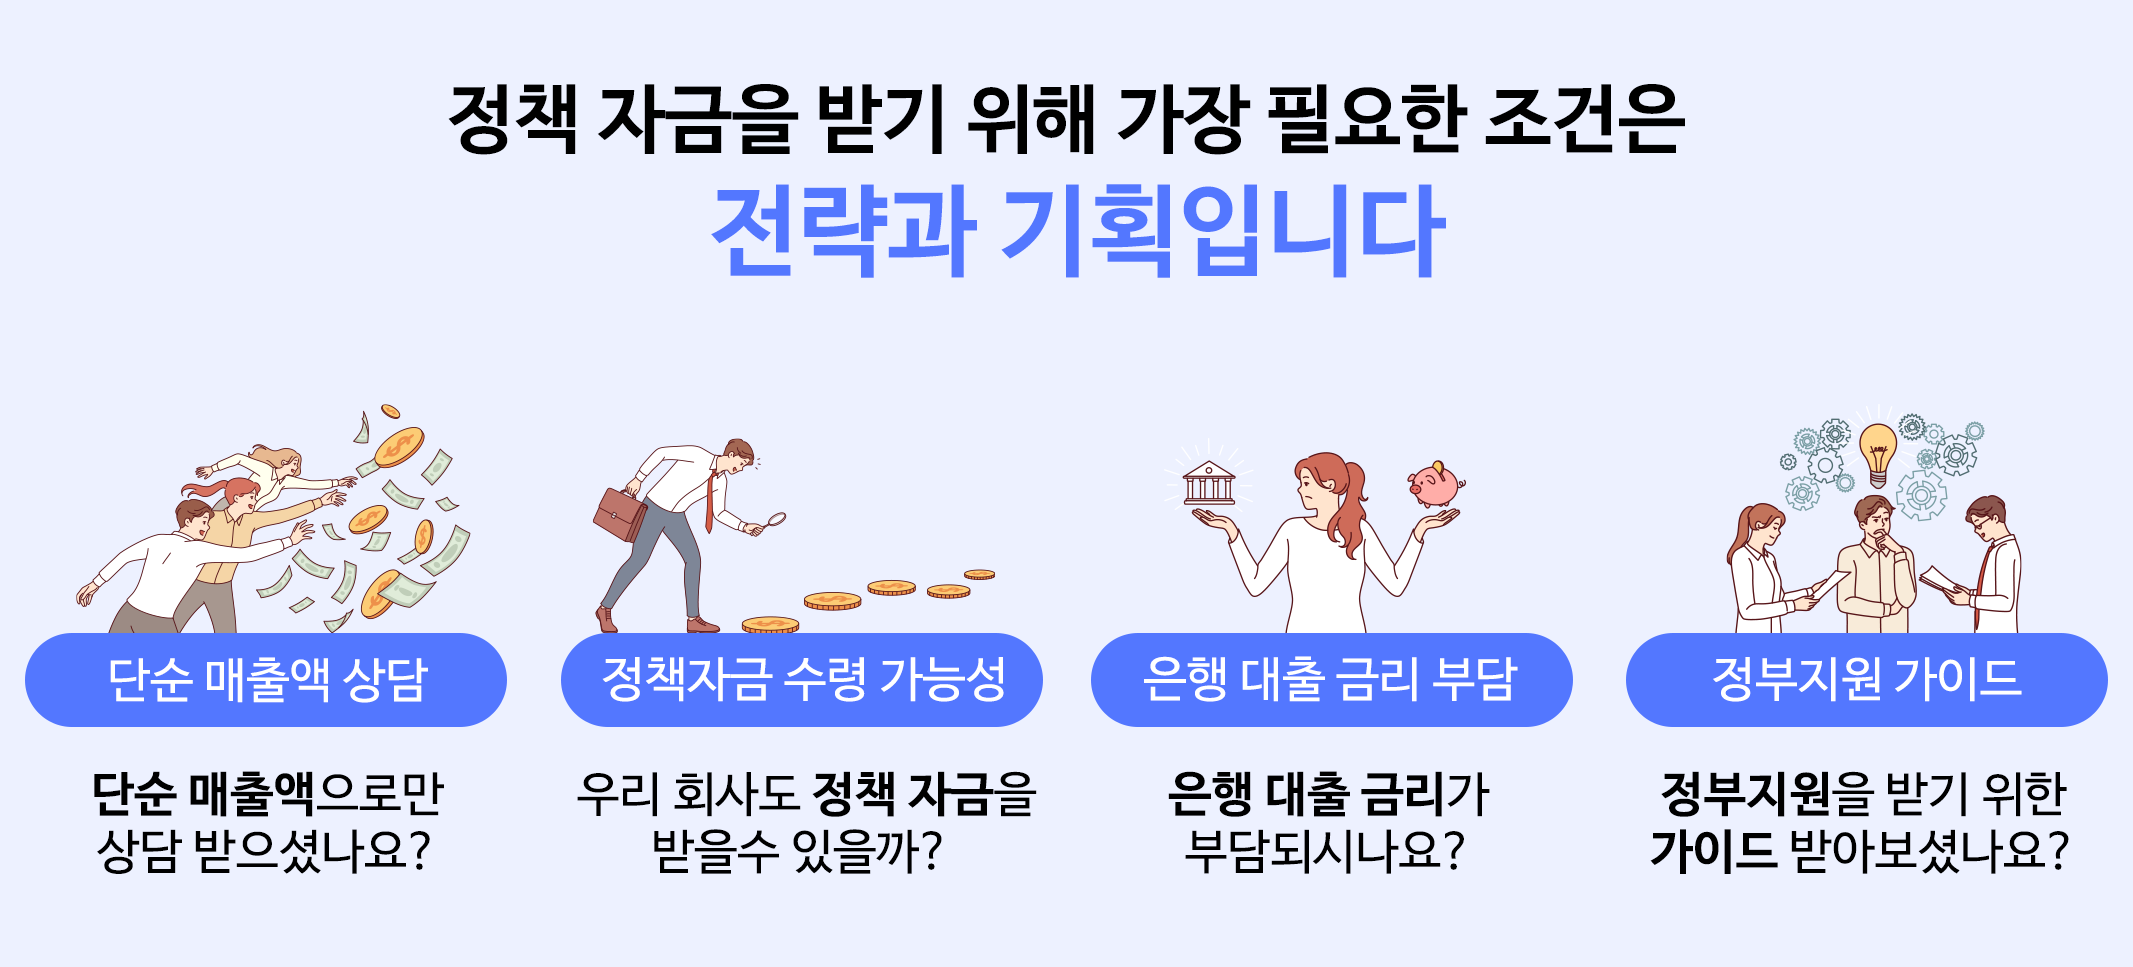 정책 자금을 받기 위해 가장 필요한 조건은
전략과 기획입니다
단순 매출액 상담
단순 매출액으로만
상담 받으셨나요?
정책자금 수령 가능성
우리 회사도 정책 자금을
받을수 있을까?
은행 대출 금리 부담
은행 대출 금리가
부담되시나요?
정부지원 가이드
정부지원을 받기 위한
가이드 받아보셨나요?